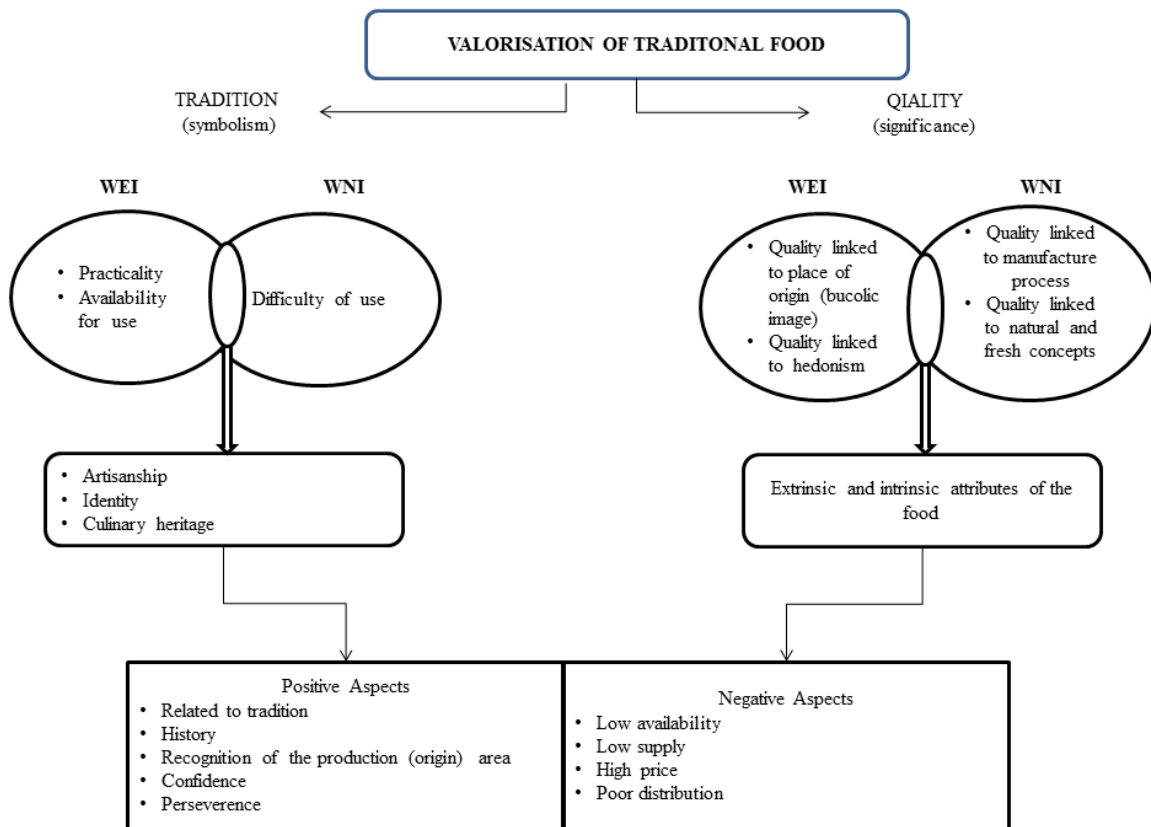 VALORISATION OF TRADITONAL FOOD
TRADITION
(symbolism)
QIALITY
(significance)
WEI
WNI
• Practicality
• Availability
for use
Difficulty of use
WEI
WNI
• Quality linked
to place of
origin (bucolic
image)
• Quality linked
to hedonism
• Quality linked
to manufacture
process
• Quality linked
to natural and
fresh concepts
• Artisanship
• Identity
• Culinary heritage
Extrinsic and intrinsic attributes of the
food
Positive Aspects
• Related to tradition
• History
• Recognition of the production (origin) area
• Confidence
• Perseverence
Negative Aspects
• Low availability
• Low supply
• High price
• Poor distribution